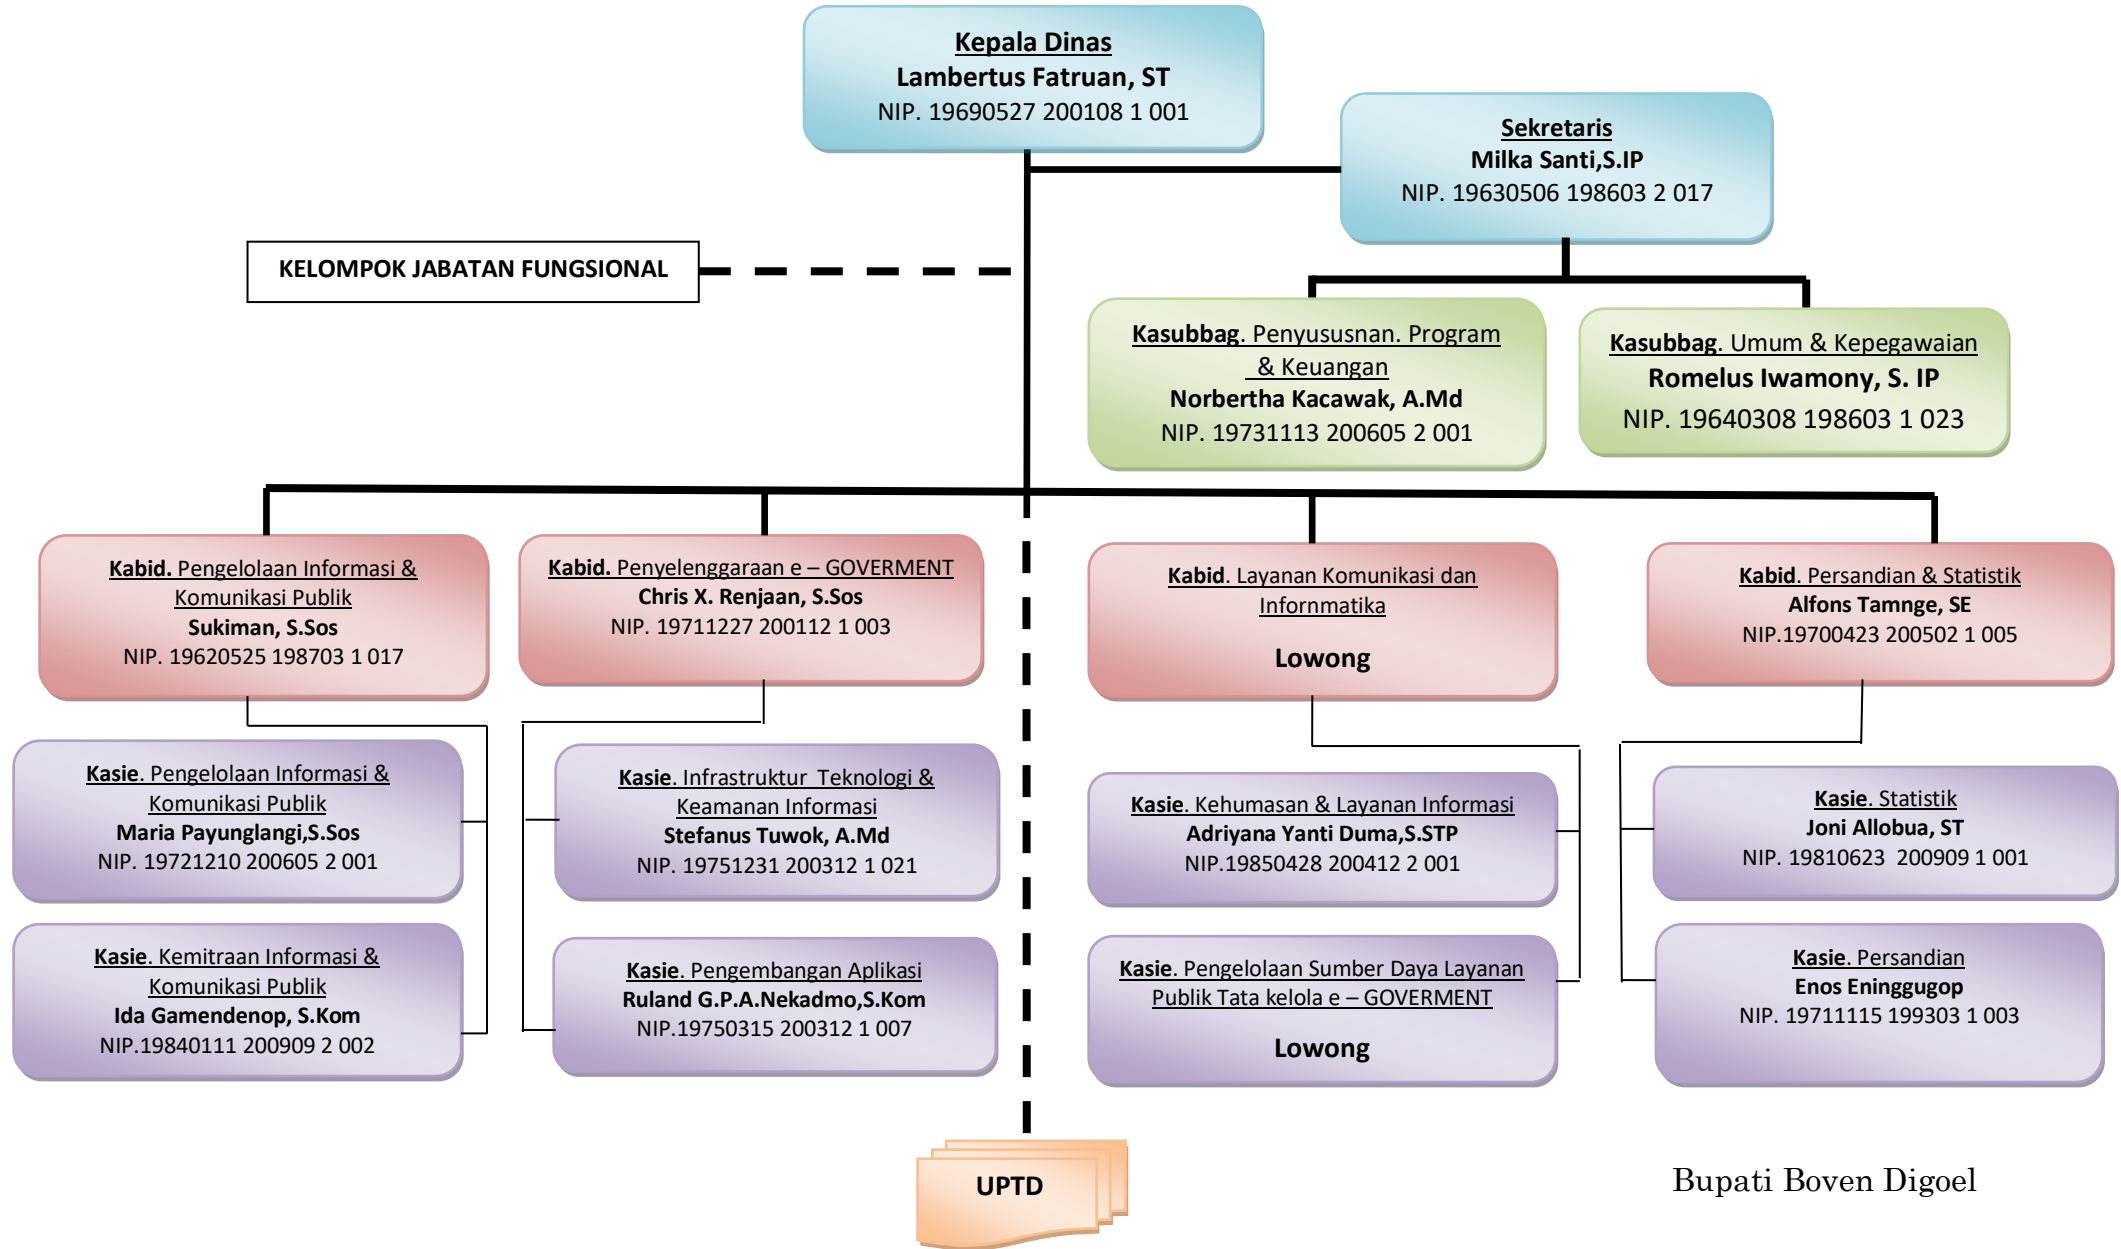 Kepala Dinas
Lambertus Fatruan, ST
NIP. 19690527 200108 1 001
Sekretaris
Milka Santi,S.IP
NIP. 19630506 198603 2 017
KELOMPOK JABATAN FUNGSIONAL
Kasubbag. Penyususnan. Program
& Keuangan
Norbertha Kacawak, A.Md
NIP. 19731113 200605 2 001
Kasubbag. Umum & Kepegawaian
Romelus Iwamony, S. IP
NIP. 19640308 198603 1 023
Kabid. Pengelolaan Informasi &
Komunikasi Publik
Sukiman, S.Sos
NIP. 19620525 198703 1 017
Kabid. Penyelenggaraan e – GOVERMENT
Chris X. Renjaan, S.Sos
NIP. 19711227 200112 1 003
Kabid. Layanan Komunikasi dan
Infornmatika
Lowong
Kabid. Persandian & Statistik
Alfons Tamnge, SE
NIP.19700423 200502 1 005
Kasie. Pengelolaan Informasi &
Komunikasi Publik
Maria Payunglangi,S.Sos
NIP. 19721210 200605 2 001
Kasie. Infrastruktur Teknologi &
Keamanan Informasi
Stefanus Tuwok, A.Md
NIP. 19751231 200312 1 021
Kasie. Kehumasan & Layanan Informasi
Adriyana Yanti Duma,S.STP
NIP.19850428 200412 2 001
Kasie. Statistik
Joni Allobua, ST
NIP. 19810623 200909 1 001
Kasie. Kemitraan Informasi &
Komunikasi Publik
Ida Gamendenop, S.Kom
NIP.19840111 200909 2 002
Kasie. Pengembangan Aplikasi
Ruland G.P.A.Nekadmo,S.Kom
NIP.19750315 200312 1 007
Kasie. Pengelolaan Sumber Daya Layanan
Publik Tata kelola e – GOVERMENT
Lowong
Kasie. Persandian
Enos Eninggugop
NIP. 19711115 199303 1 003
UPTD
Bupati Boven Digoel